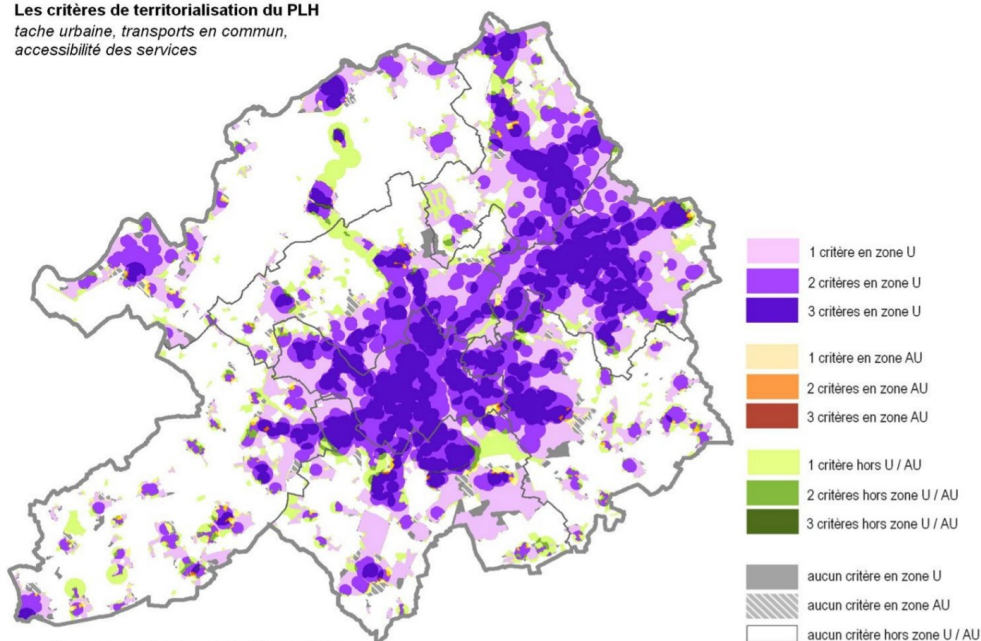 Les critères de territorialisation du PLH
tache urbaine, transports en commun,
accessibilité des services
1 critère en zone U
2 critères en zone U
3 critères en zone U
1 critère en zone AU
2 critères en zone AU
3 critères en zone AU
1 critère hors U / AU
2 critères hors zone U / AU
3 critères hors zone U / AU
aucun critère en zone U
aucun critère en zone AU
aucun critère hors zone U / AU